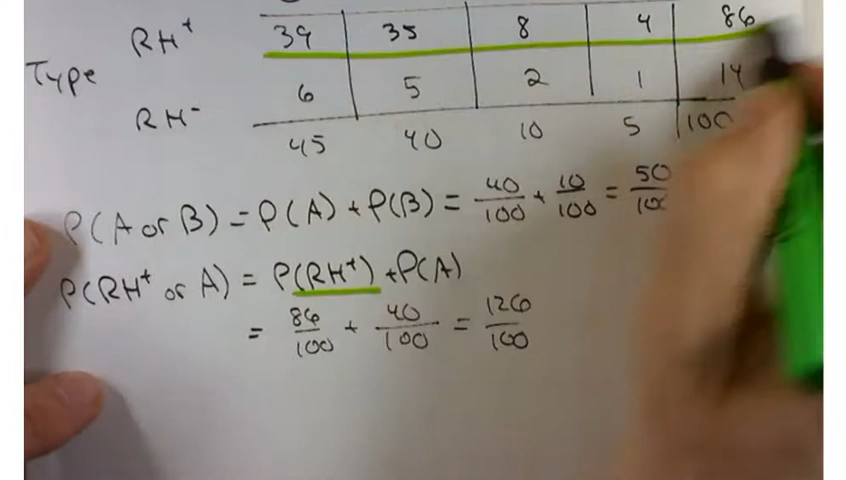 RH+ 39 35 8 4 86
Type
6 5 2 1 14
RH-
45 40 10 5 100
P(A or B) = P(A) + P(B) = 40/100 + 10/100 = 50/100
P(RH+ or A) = P(RH+) + P(A)
= 86/100 + 40/100 = 126/100